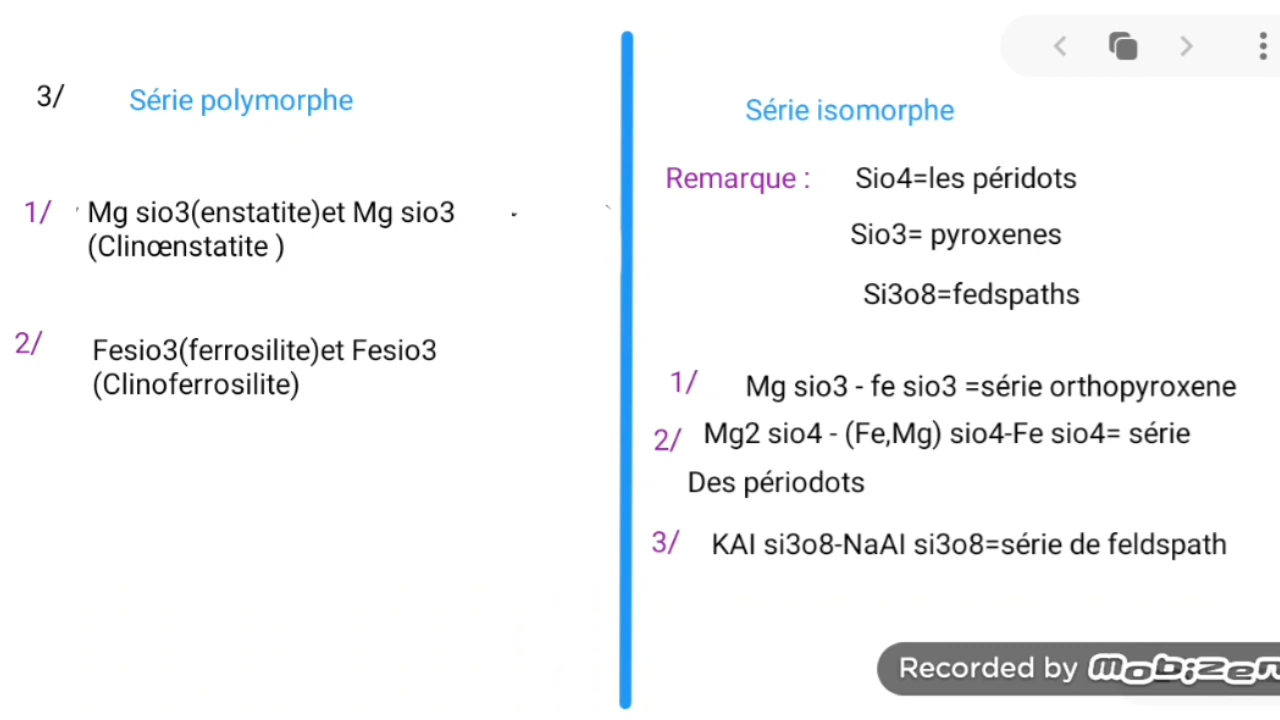 3/ Série polymorphe
1/ Mg sio3(enstatite)et Mg sio3
(Clinœnstatite )
2/ Fesio3(ferrosilite)et Fesio3
(Clinoferrosilite)
Série isomorphe
Remarque : Sio4=les péridots
Sio3= pyroxenes
Si3o8=fedspaths
1/ Mg sio3 - fe sio3 =série orthopyroxene
2/ Mg2 sio4 - (Fe,Mg) sio4-Fe sio4= série
Des périodots
3/ KAI si3o8-NaAI si3o8=série de feldspath
Recorded by Mobizen